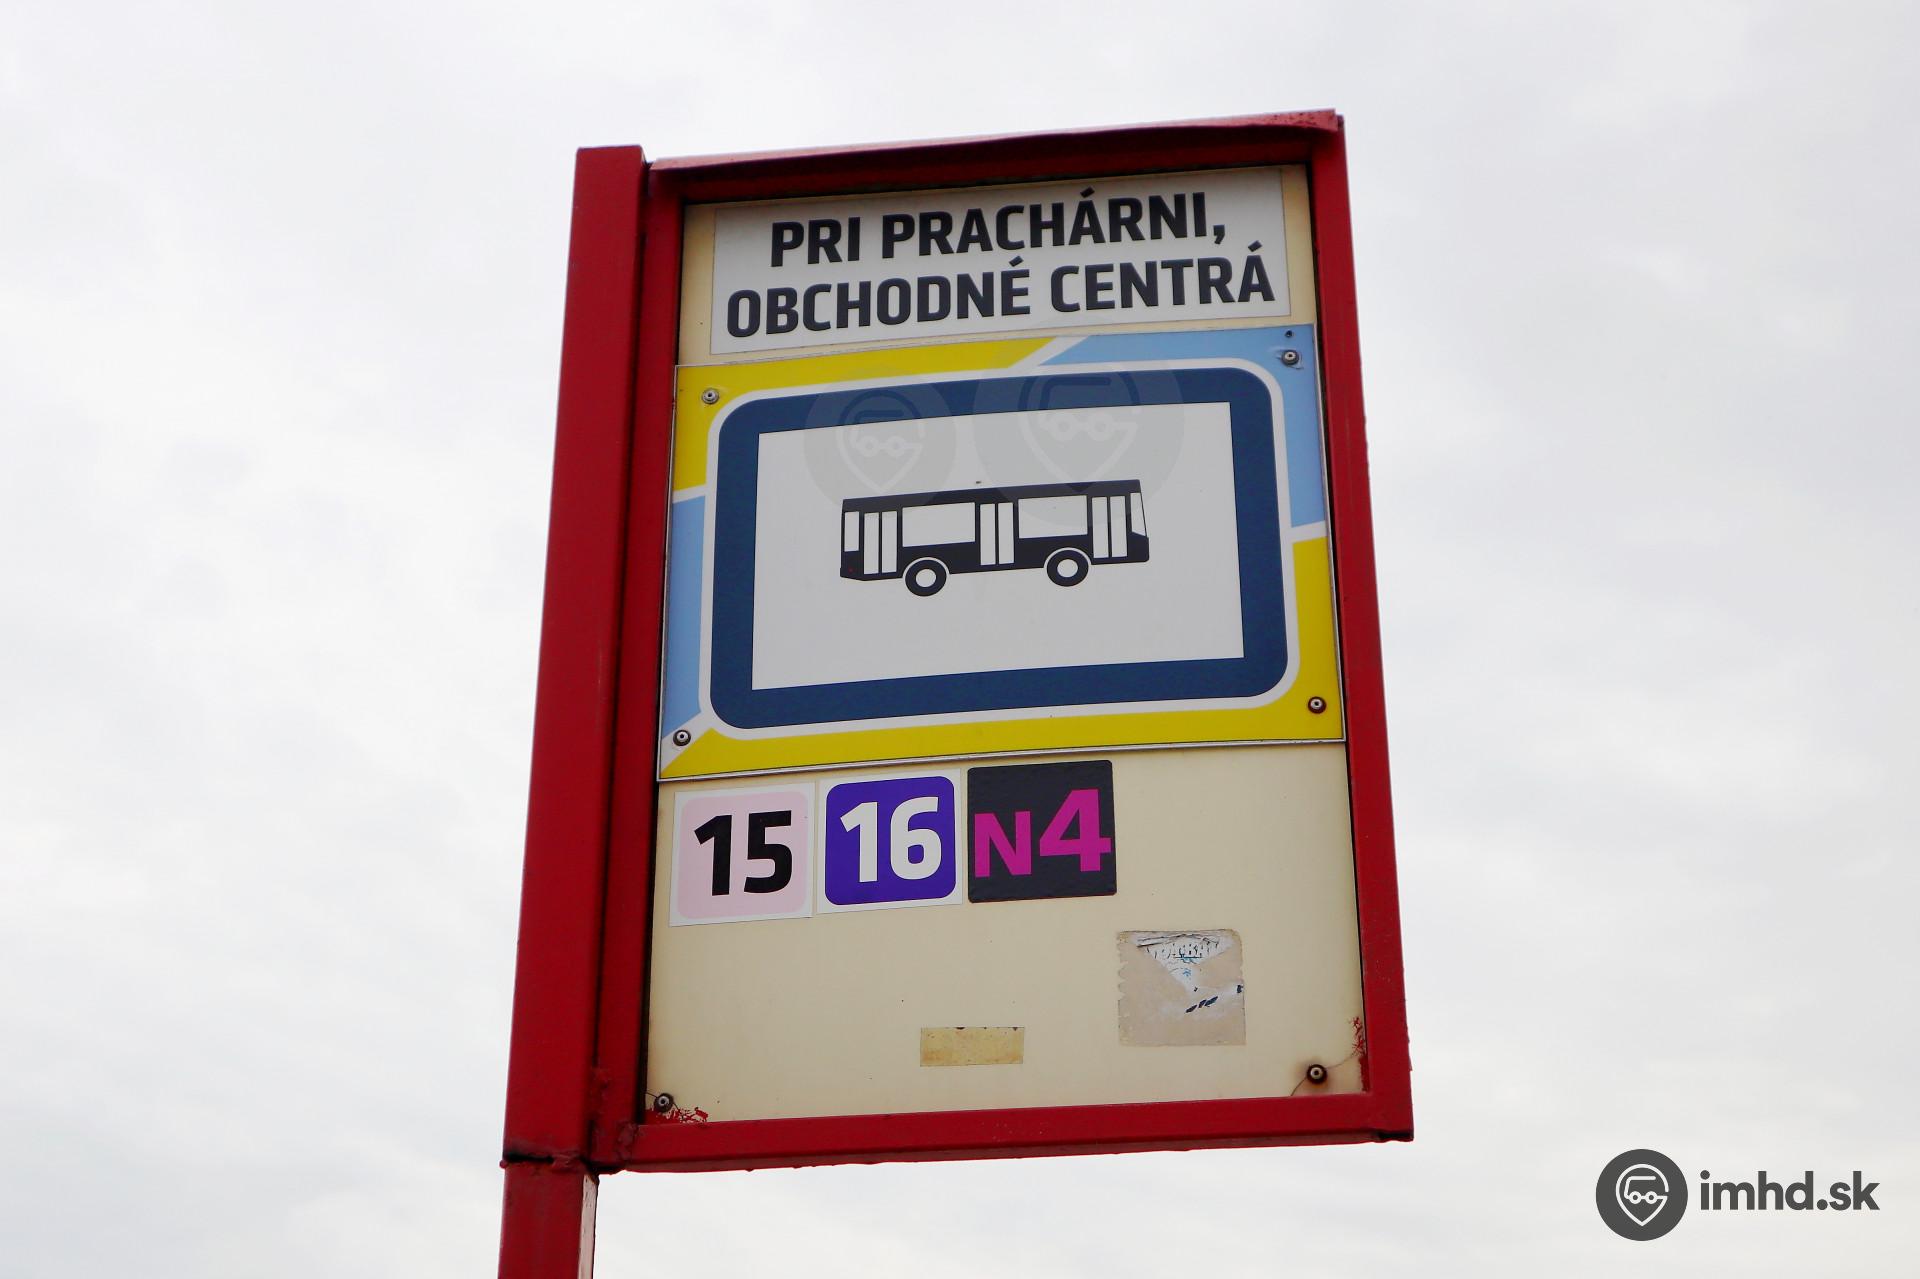 PRI PRACHÁRNI,
OBCHODNÉ CENTRÁ
15 16 N4
imhd.sk